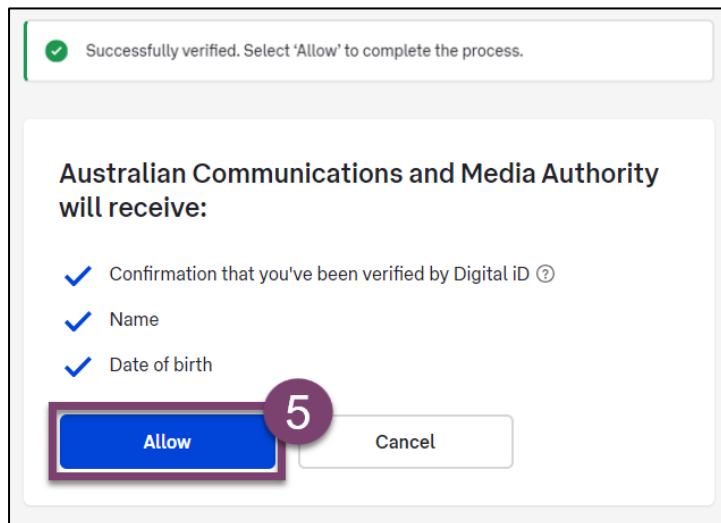 Successfully verified. Select ‘Allow’ to complete the process.
Australian Communications and Media Authority
will receive:
Confirmation that you've been verified by Digital iD ?
Name
Date of birth
5
Allow
Cancel